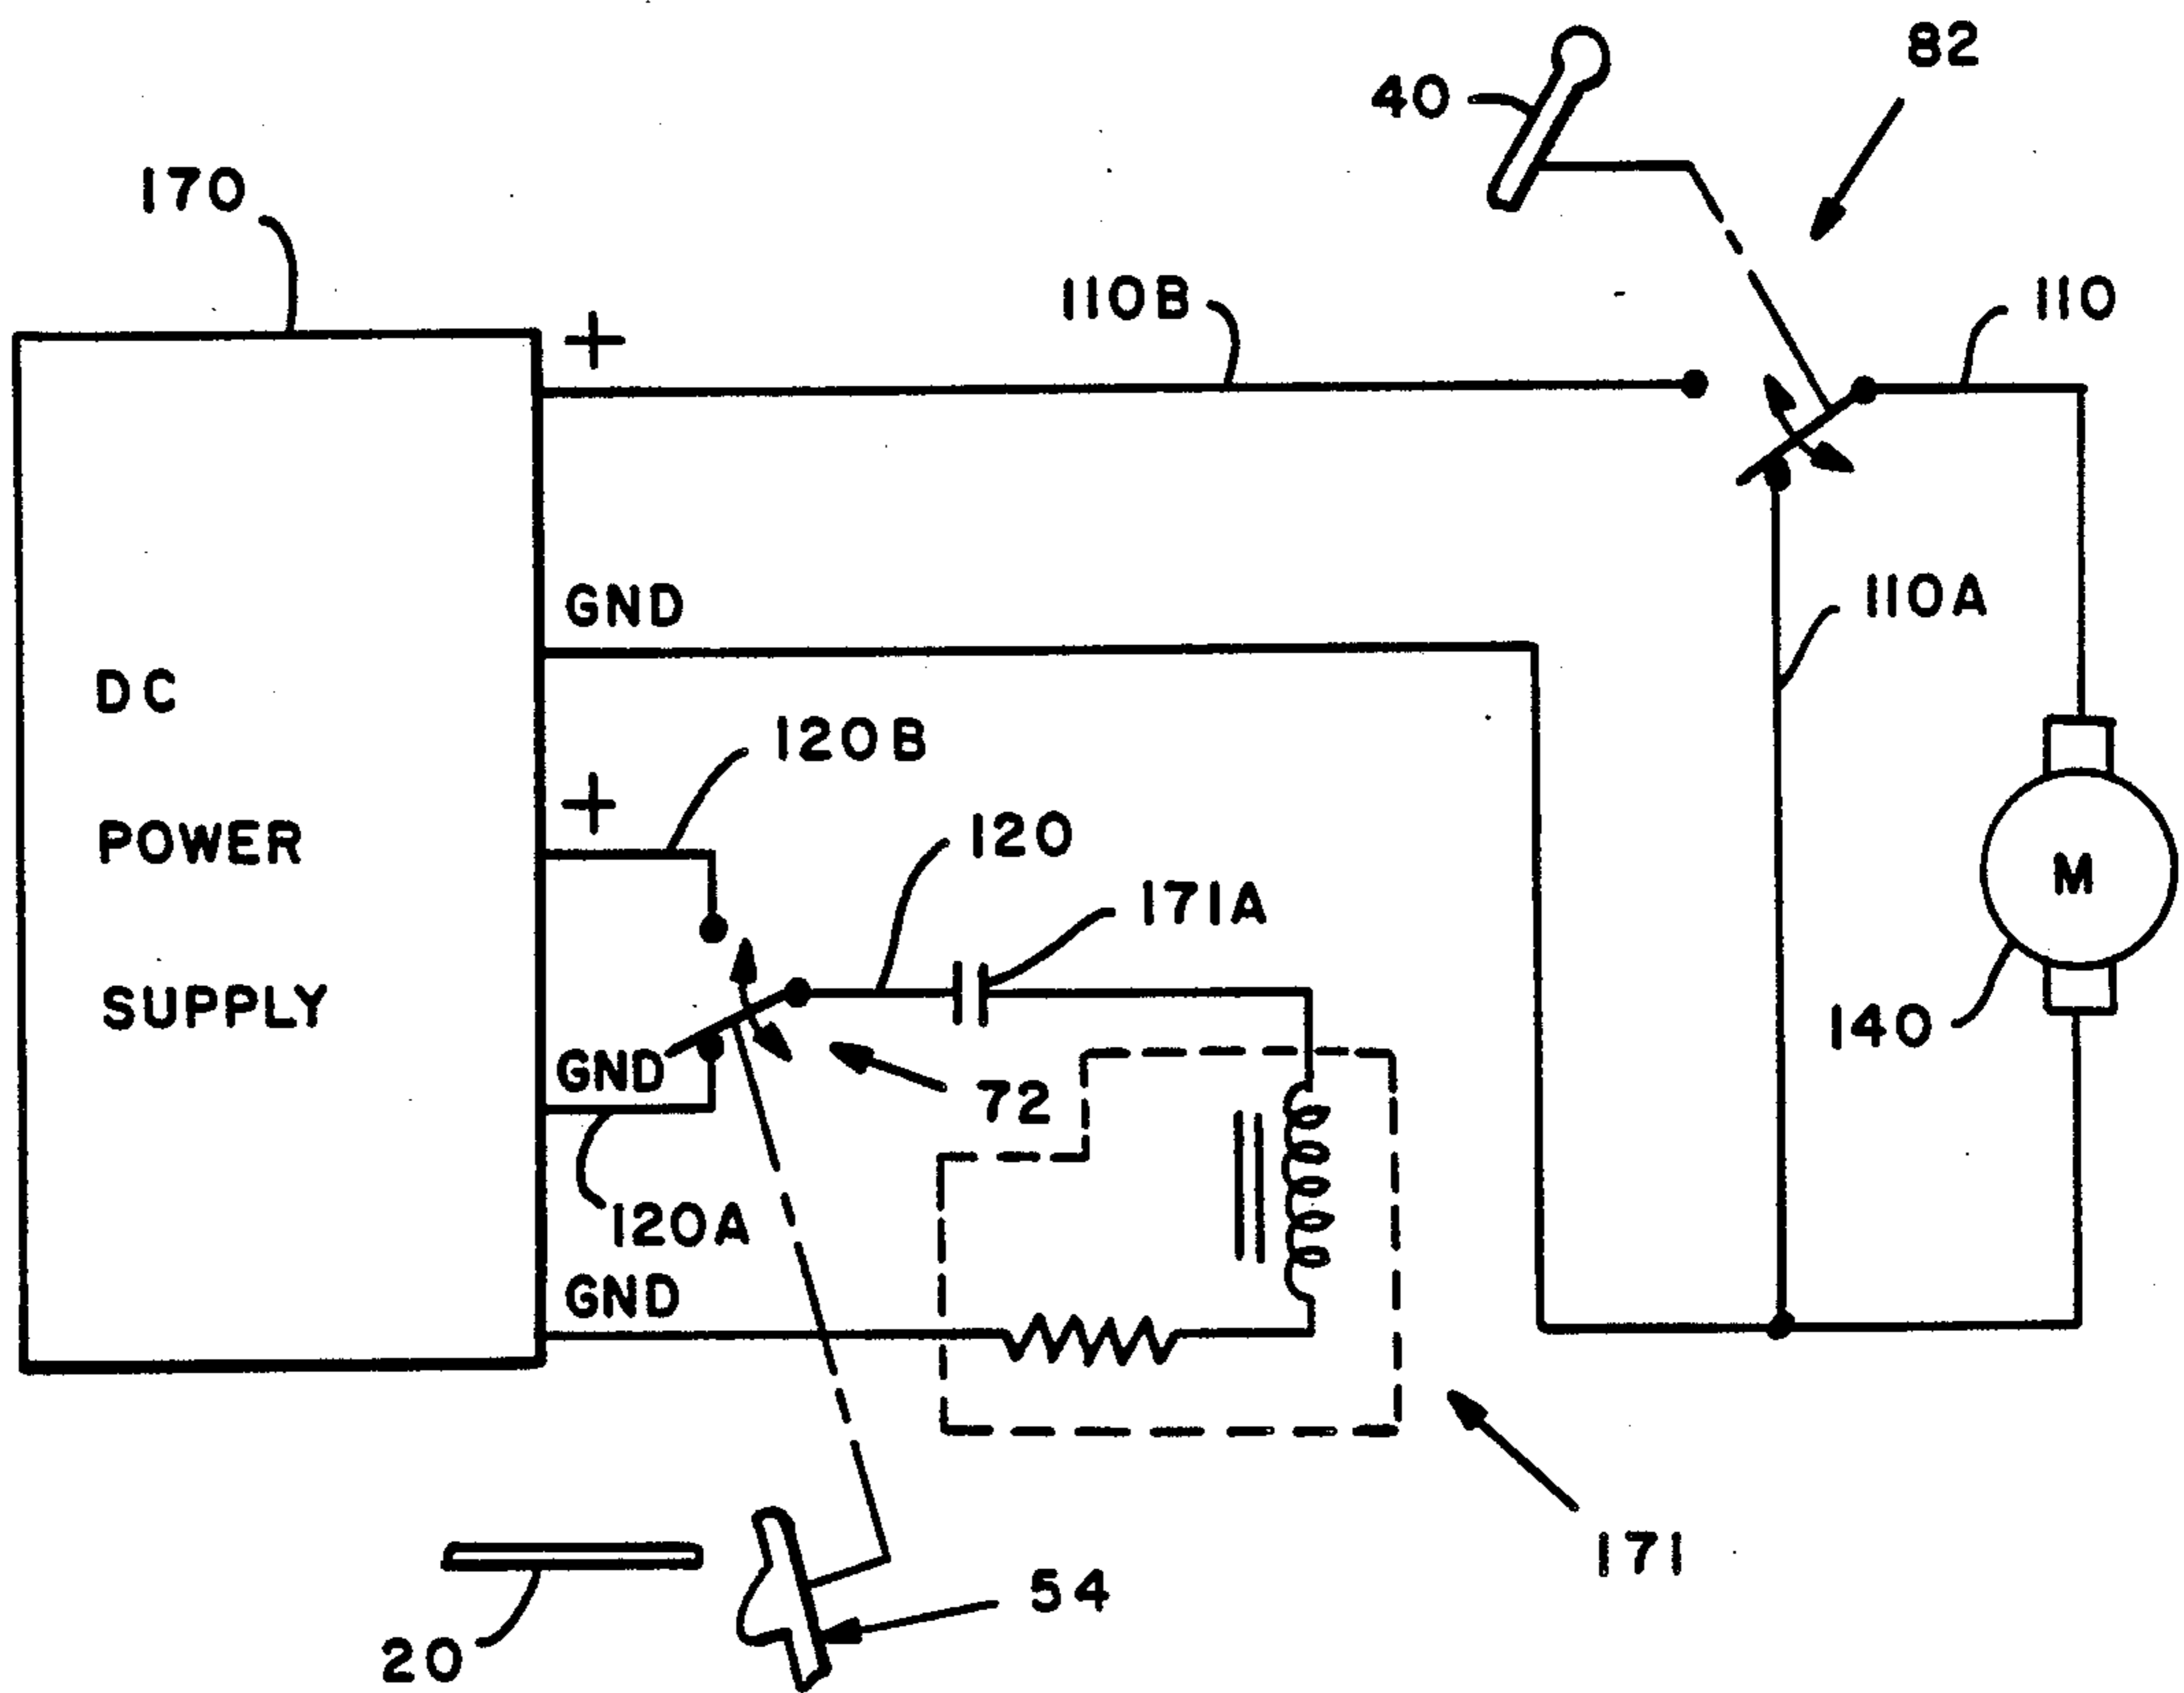 82
40
170
110B
110
+
GND
110A
DC
120B
+
120
POWER
171A
M
SUPPLY
140
GND
72
120A
GND
171
54
20